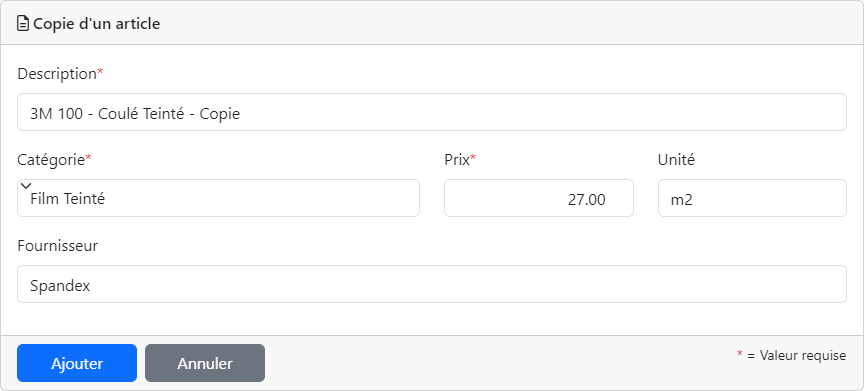 Copie d'un article
Description*
3M 100 - Coulé Teinté - Copie
Catégorie* Prix* Unité
Film Teinté 27.00 m2
Fournisseur
Spandex
Ajouter Annuler * = Valeur requise